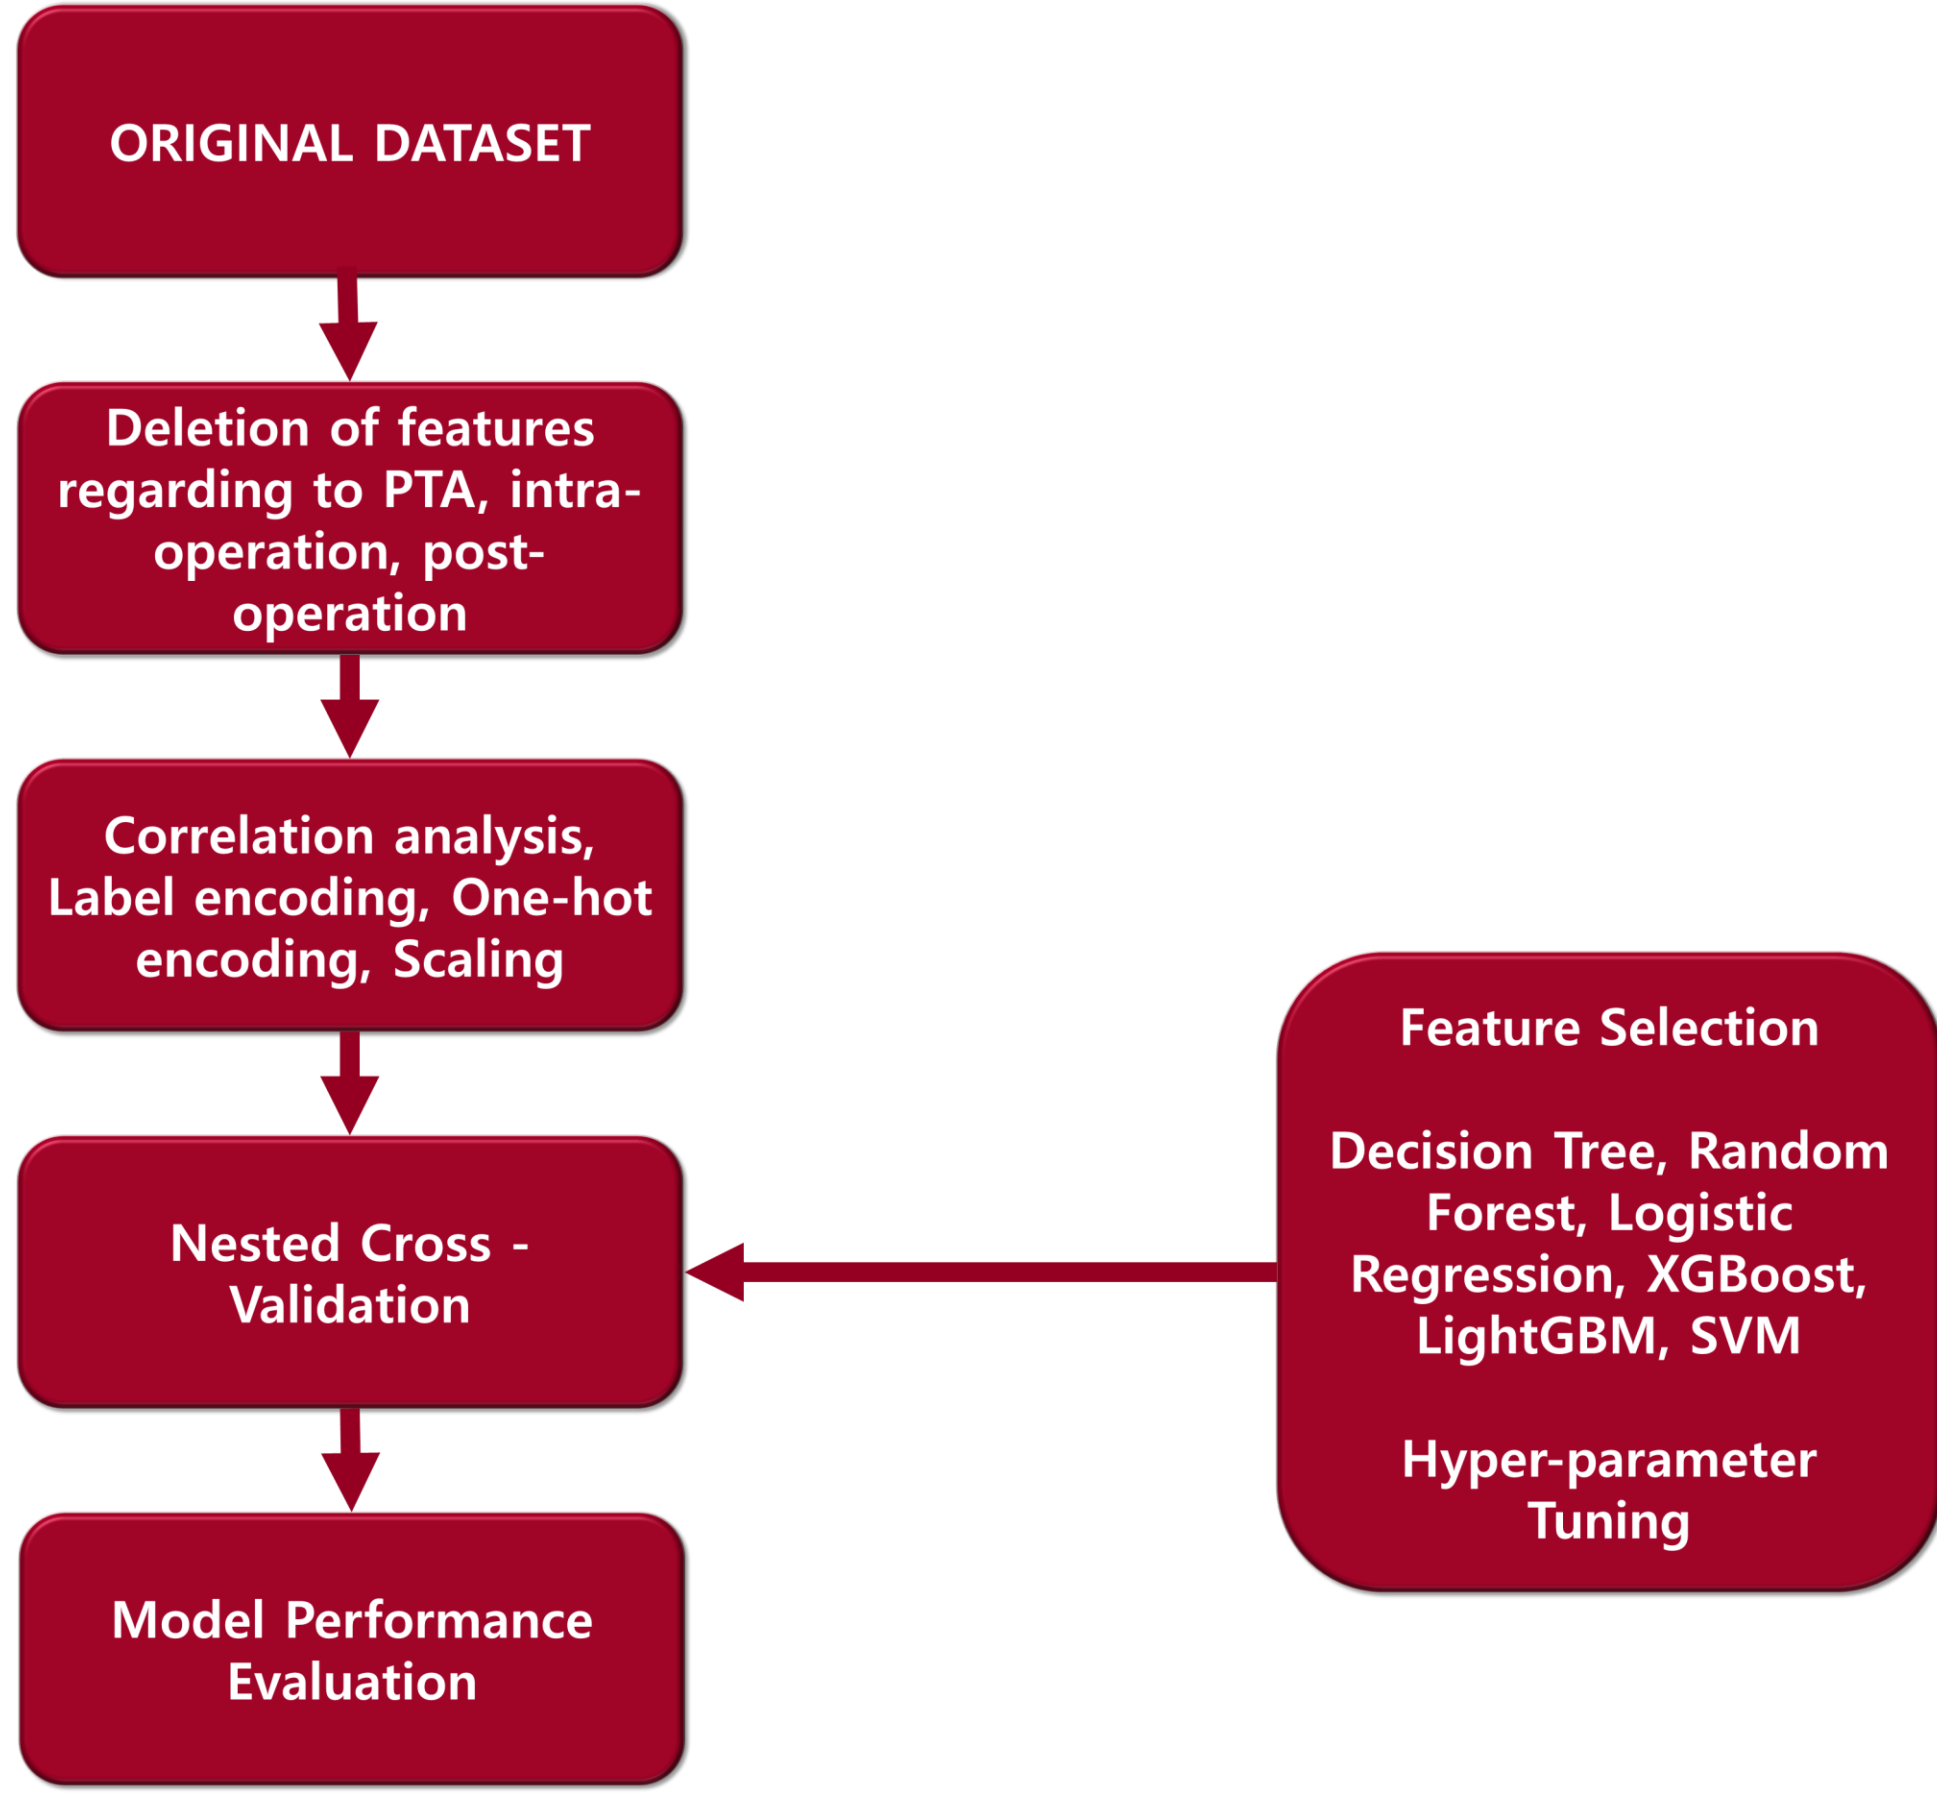 ORIGINAL DATASET
Deletion of features
regarding to PTA, intra-
operation, post-
operation
Correlation analysis,
Label encoding, One-hot
encoding, Scaling
Nested Cross -
Validation
Model Performance
Evaluation
Feature Selection
Decision Tree, Random
Forest, Logistic
Regression, XGBoost,
LightGBM, SVM
Hyper-parameter
Tuning